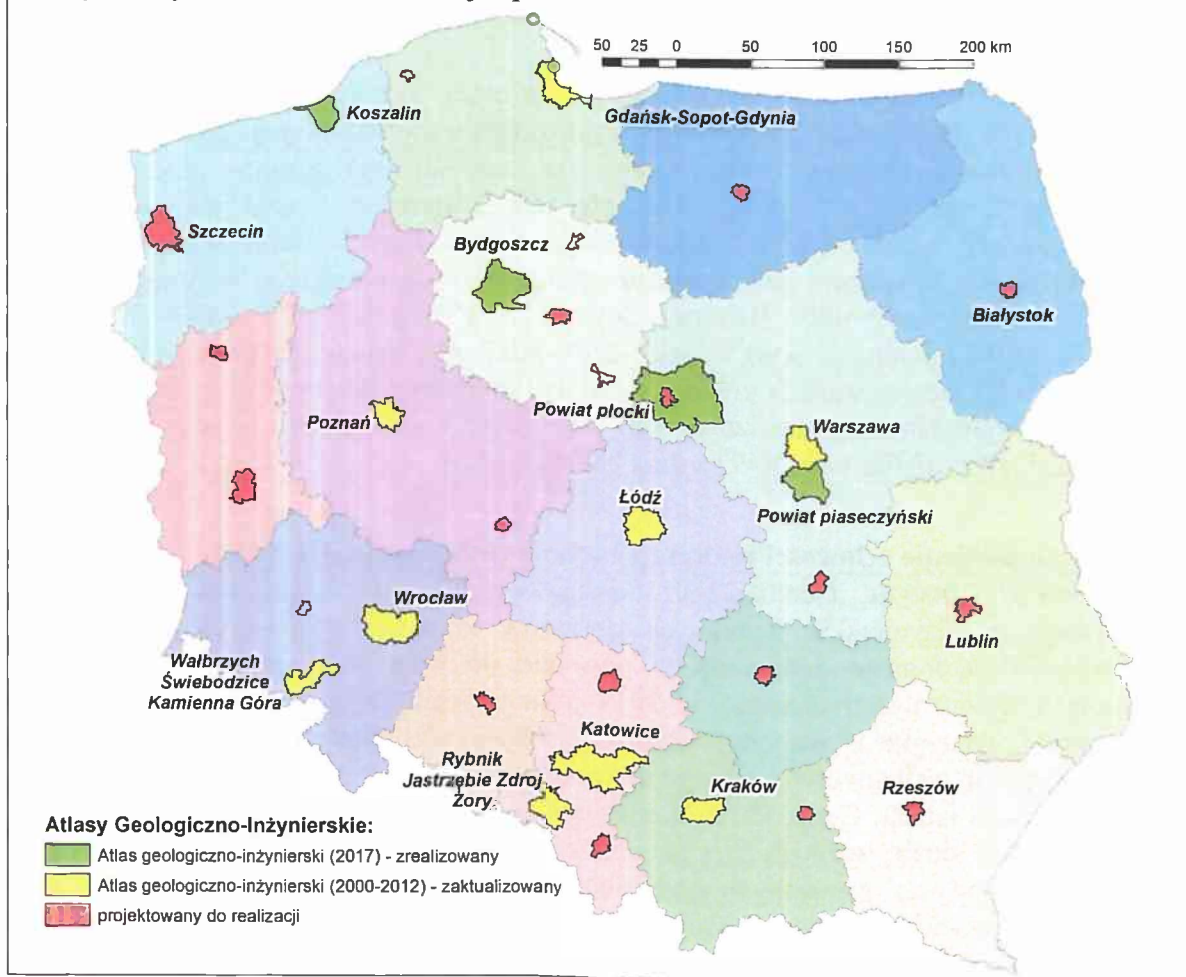 50 25 0 50 100 150 200 km
Koszalin
Gdańsk-Sopot-Gdynia
Szczecin
Bydgoszcz
Białystok
Powiat płocki
Poznań
Warszawa
Łódź
Powiat piaseczyński
Wrocław
Lublin
Wałbrzych
Świebodzice
Kamienna Góra
Katowice
Rybnik
Jastrzębie Zdrój
Żory
Kraków
Rzeszów
Atlasy Geologiczno-Inżynierskie:
Atlas geologiczno-inżynierski (2017) - zrealizowany
Atlas geologiczno-inżynierski (2000-2012) - zaktualizowany
projektowany do realizacji